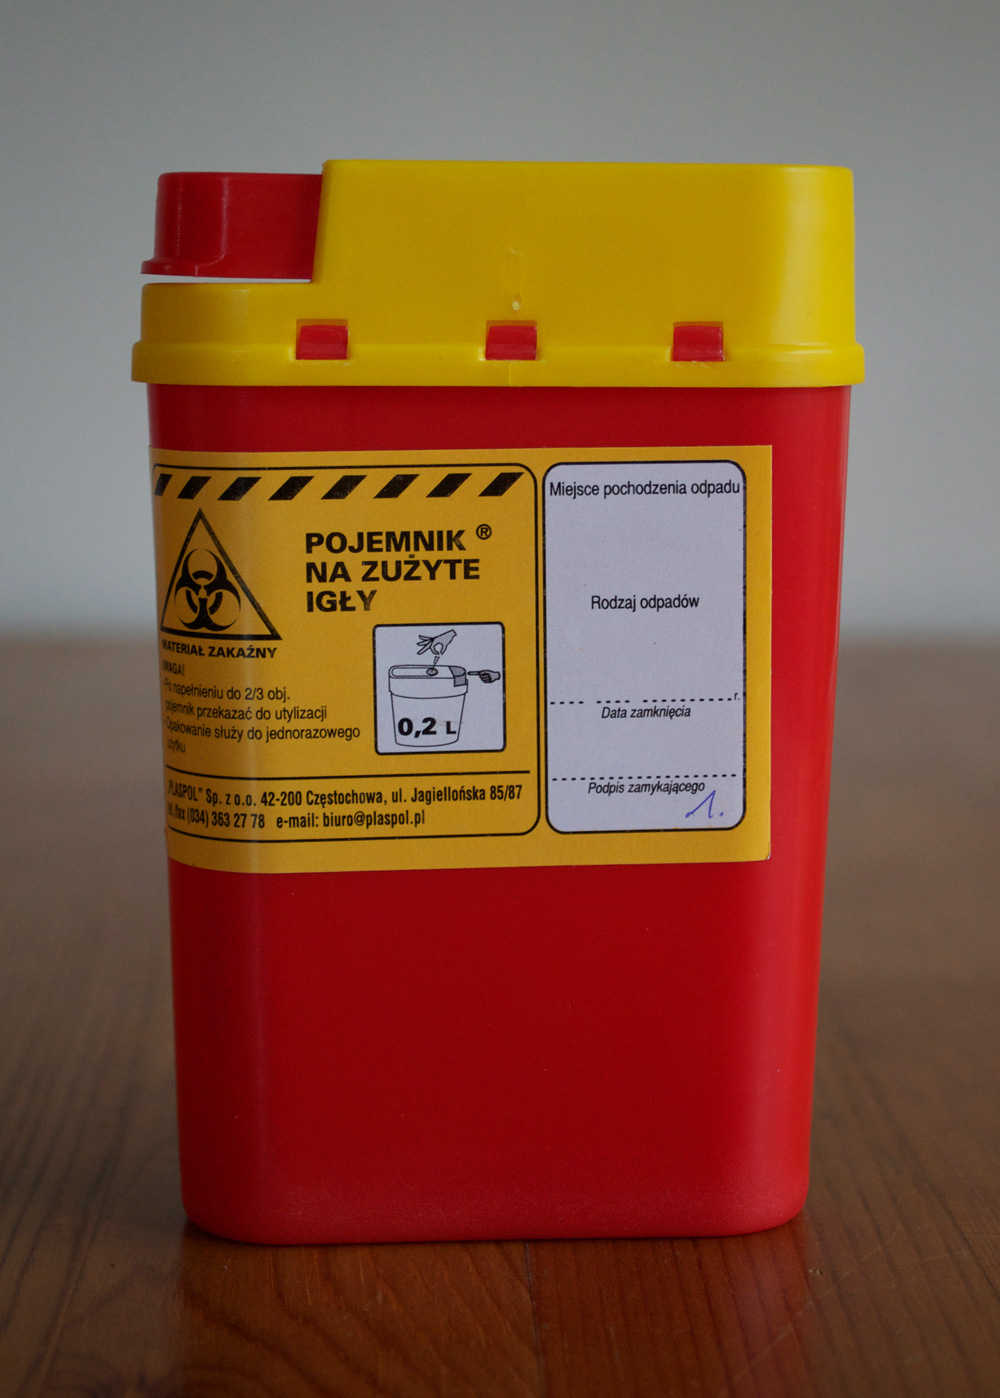 POJEMNIK ®
NA ZUŻYTE
IGŁY
MATERIAŁ ZAKAŹNY
UWAGA!
-Po napełnieniu do 2/3 obj.
pojemnik przekazać do utylizacji
-Opakowanie służy do jednorazowego
użytku
0,2 L
"PLASPOL" Sp. z o.o. 42-200 Częstochowa, ul. Jagiellońska 85/87
tel./fax (034) 363 27 78 e-mail: biuro@plaspol.pl
Miejsce pochodzenia odpadu
Rodzaj odpadów
r.
Data zamknięcia
Podpis zamykającego
1.